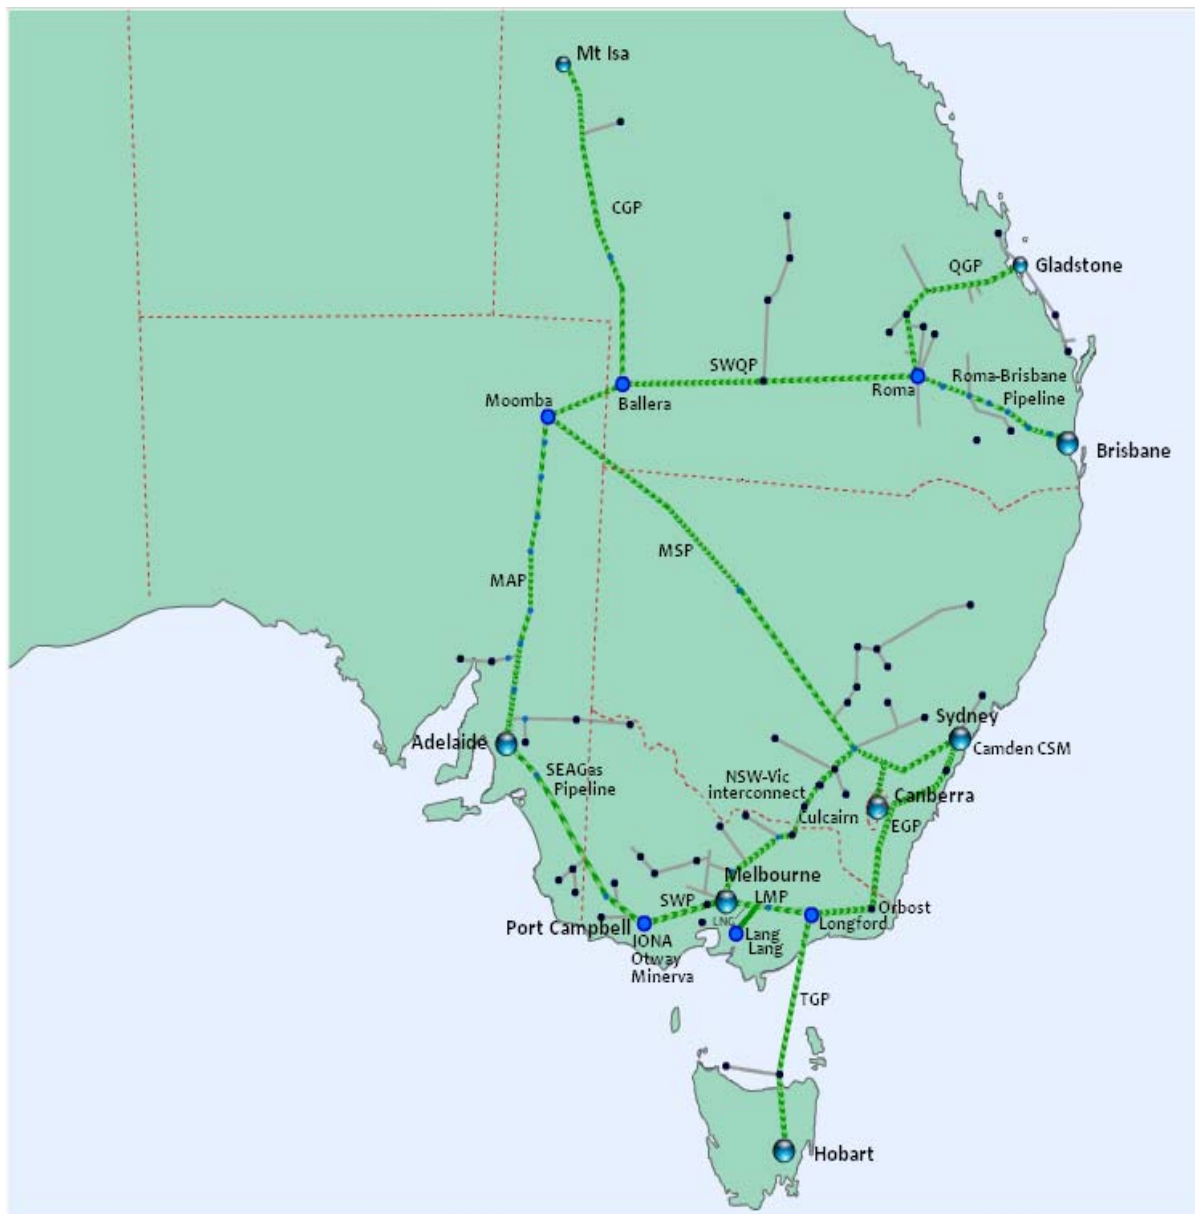 Mt Isa
CGP
QGP
Gladstone
SWQP
Roma-Brisbane
Pipeline
Roma
Moomba
Ballera
Brisbane
MSP
MAP
Sydney
Adelaide
Camden CSM
SEAGas
Pipeline
NSW-Vic
interconnect
Canberra
Culcairn
EGP
Melbourne
SWP
LMP
Orbost
LNG
Longford
Port Campbell
IONA
Otway
Minerva
Lang
Lang
TGP
Hobart